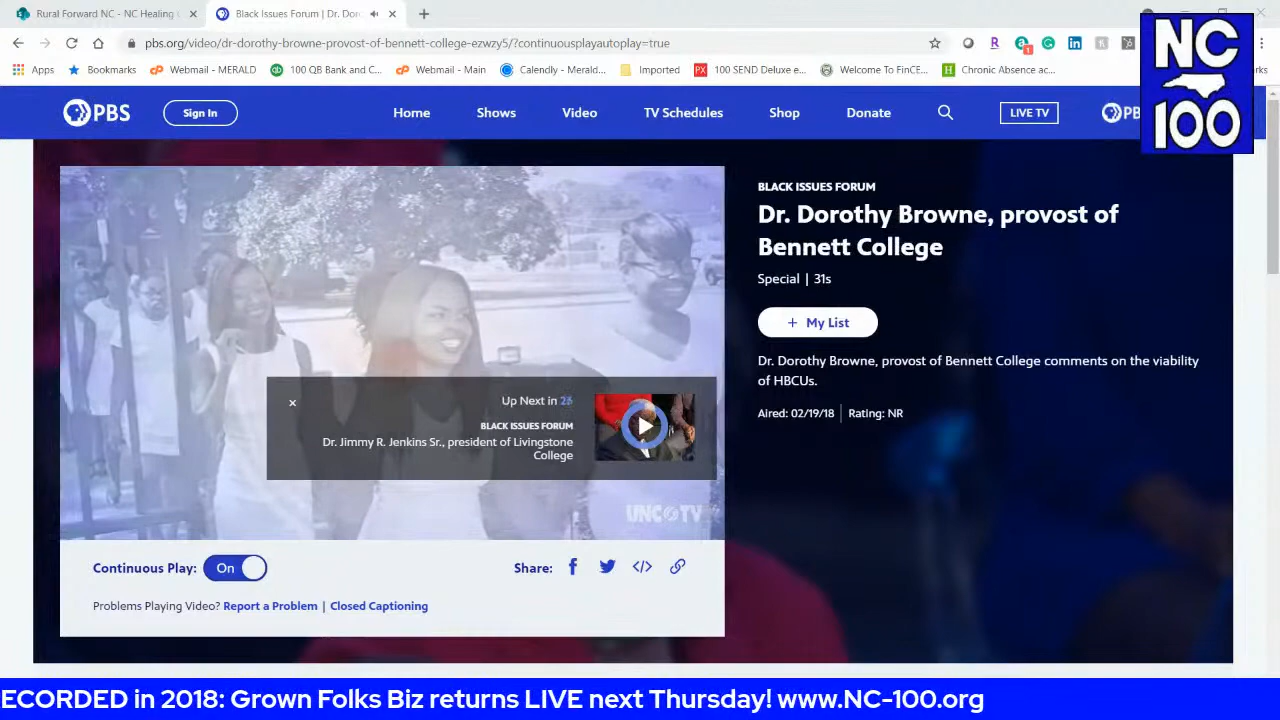 Rural Forward NC - NC Healing
Black Issues Forum | Dr. Doro
pbs.org/video/dr-dorothy-browne-provost-of-bennett-college-ezwzy5/?continuousplayautoplay=true
Apps Bookmarks Webmail - MERALD 100 QB Bank and C... Webmail - Main Calendly - Merald... Imported 100 SEND Deluxe e... Welcome To FinCE... Chronic Absence ac...
NC
100
PBS Sign In Home Shows Video TV Schedules Shop Donate LIVE TV PB
BLACK ISSUES FORUM
Dr. Dorothy Browne, provost of
Bennett College
Special | 31s
+ My List
Dr. Dorothy Browne, provost of Bennett College comments on the viability
of HBCUs.
Aired: 02/19/18 | Rating: NR
Up Next in 26
BLACK ISSUES FORUM
Dr. Jimmy R. Jenkins Sr., president of Livingstone
College
UNC TV
Continuous Play: On Share:
Problems Playing Video? Report a Problem | Closed Captioning
ECORDED in 2018: Grown Folks Biz returns LIVE next Thursday! www.NC-100.org